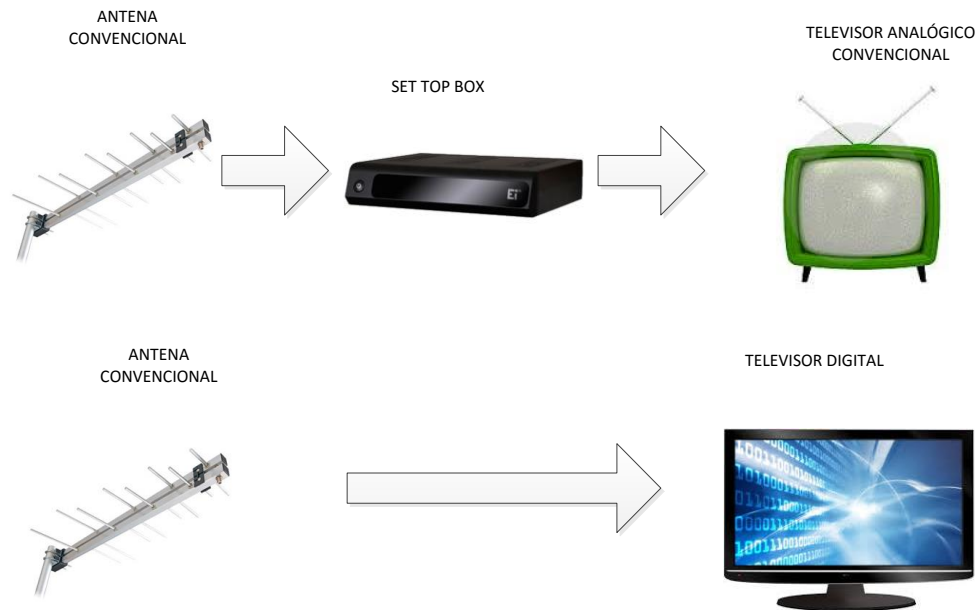 ANTENA
CONVENCIONAL
TELEVISOR ANALÓGICO
CONVENCIONAL
SET TOP BOX
ANTENA
CONVENCIONAL
TELEVISOR DIGITAL